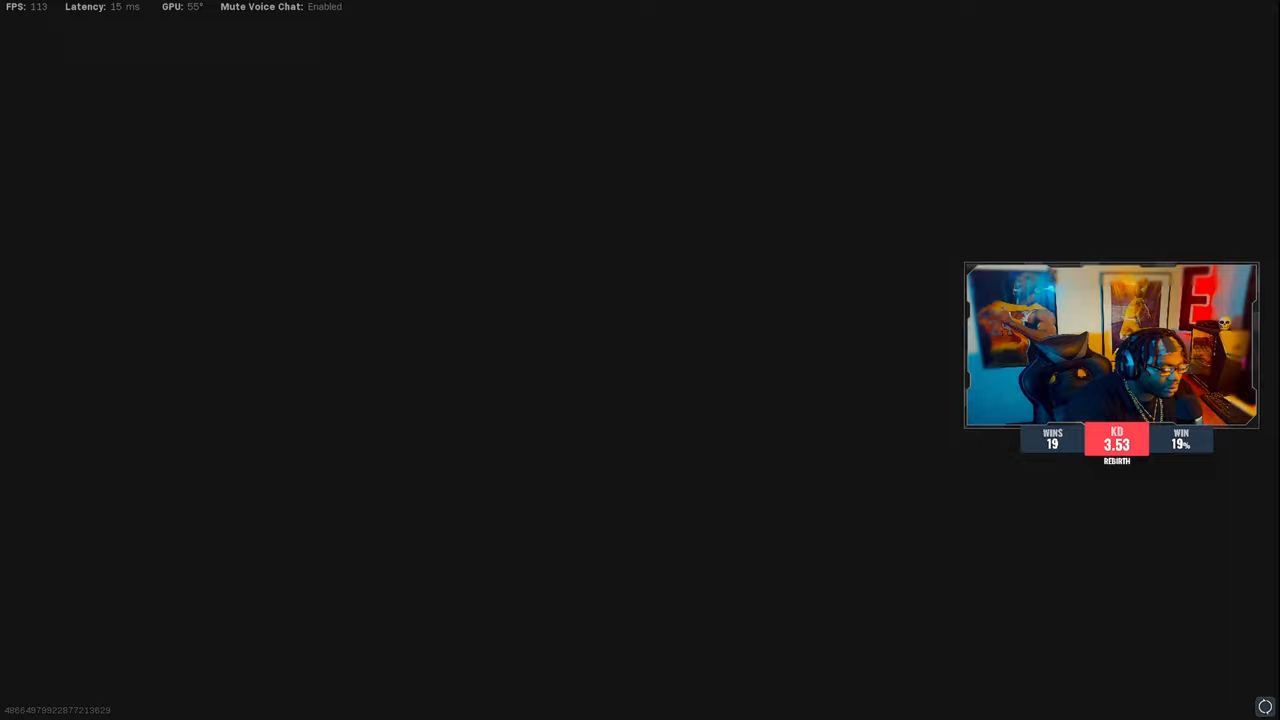 FPS: 113 Latency: 15 ms GPU: 55° Mute Voice Chat: Enabled
E
WINS KD WIN
19 3.53 19%
REBIRTH
48664979922877213629